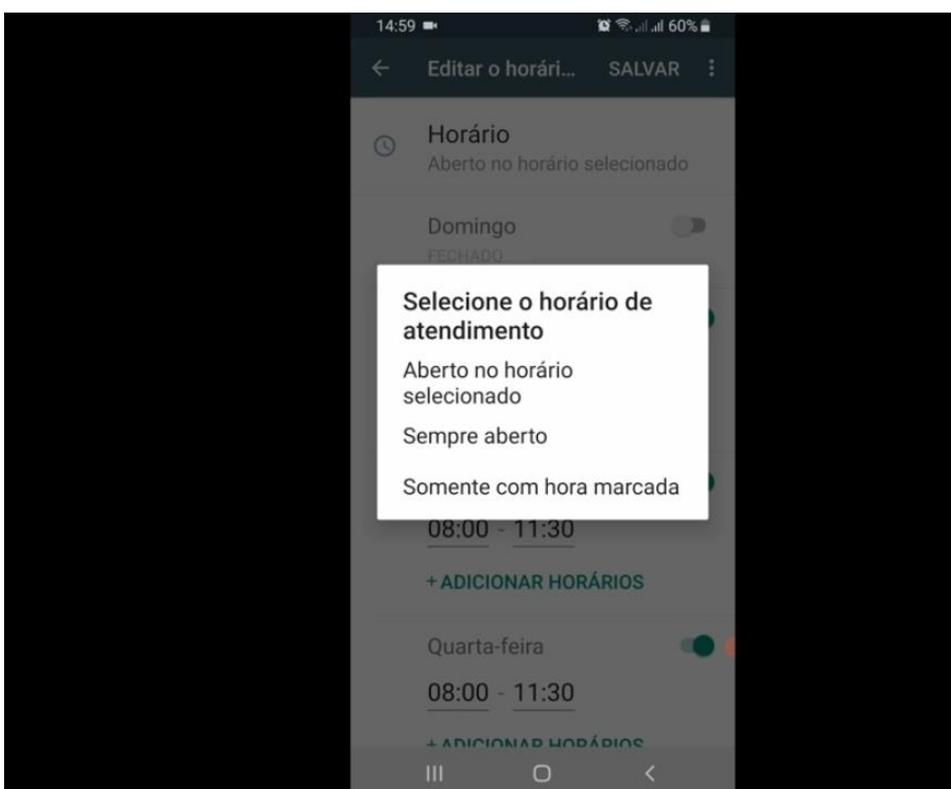 14:59 60%
Editar o horári... SALVAR
Horário
Aberto no horário selecionado
Domingo
FECHADO
Selecione o horário de
atendimento
Aberto no horário
selecionado
Sempre aberto
Somente com hora marcada
08:00 - 11:30
+ ADICIONAR HORÁRIOS
Quarta-feira
08:00 - 11:30
+ ADICIONAR HORÁRIOS